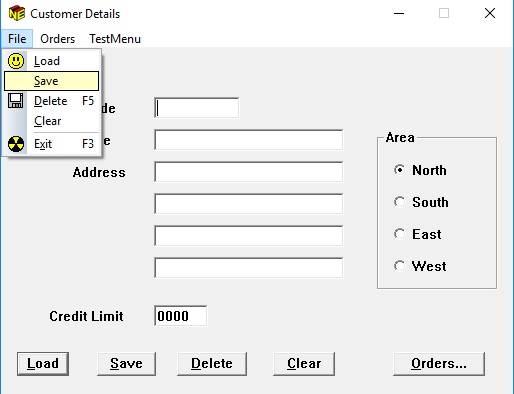 Customer Details
File Orders TestMenu
Load
Save
Delete F5
Clear
Exit F3
Address
Credit Limit 0000
Area
North
South
East
West
Load Save Delete Clear Orders...